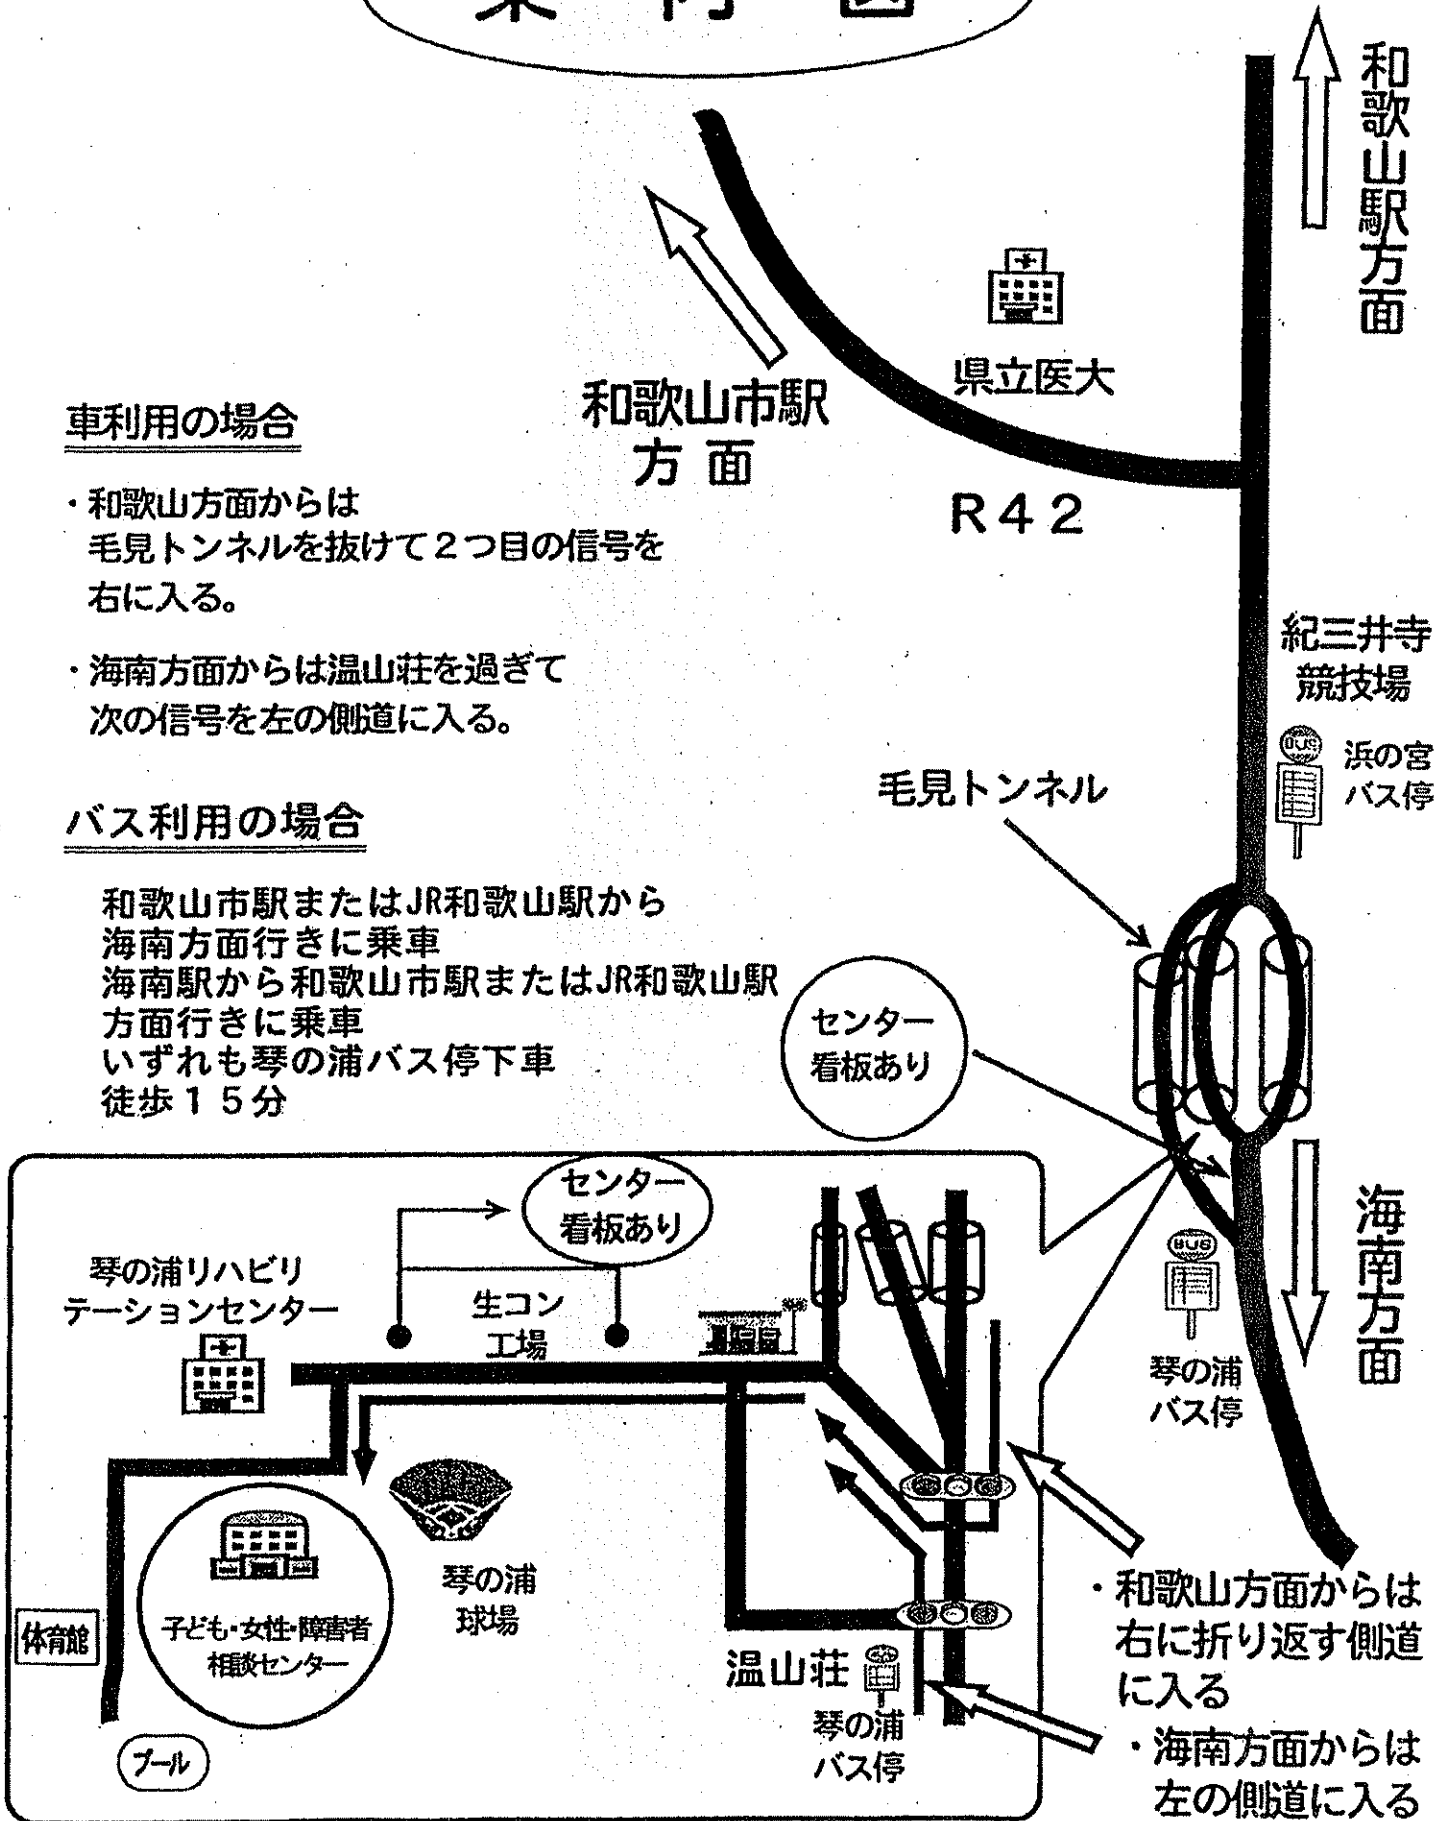 案内図
和歌山駅方面
県立医大
和歌山市駅
方面
R42
車利用の場合
・和歌山方面からは
毛見トンネルを抜けて2つ目の信号を
右に入る。
・海南方面からは温山荘を過ぎて
次の信号を左の側道に入る。
紀三井寺
競技場
BUS
浜の宮
バス停
毛見トンネル
バス利用の場合
和歌山市駅またはJR和歌山駅から
海南方面行きに乗車
海南駅から和歌山市駅またはJR和歌山駅
方面行きに乗車
いずれも琴の浦バス停下車
徒歩15分
センター
看板あり
海南方面
BUS
琴の浦
バス停
センター
看板あり
琴の浦リハビリ
テーションセンター
生コン
工場
琴の浦
球場
子ども・女性・障害者
相談センター
体育館
プール
温山荘
琴の浦
バス停
・和歌山方面からは
右に折り返す側道
に入る
・海南方面からは
左の側道に入る